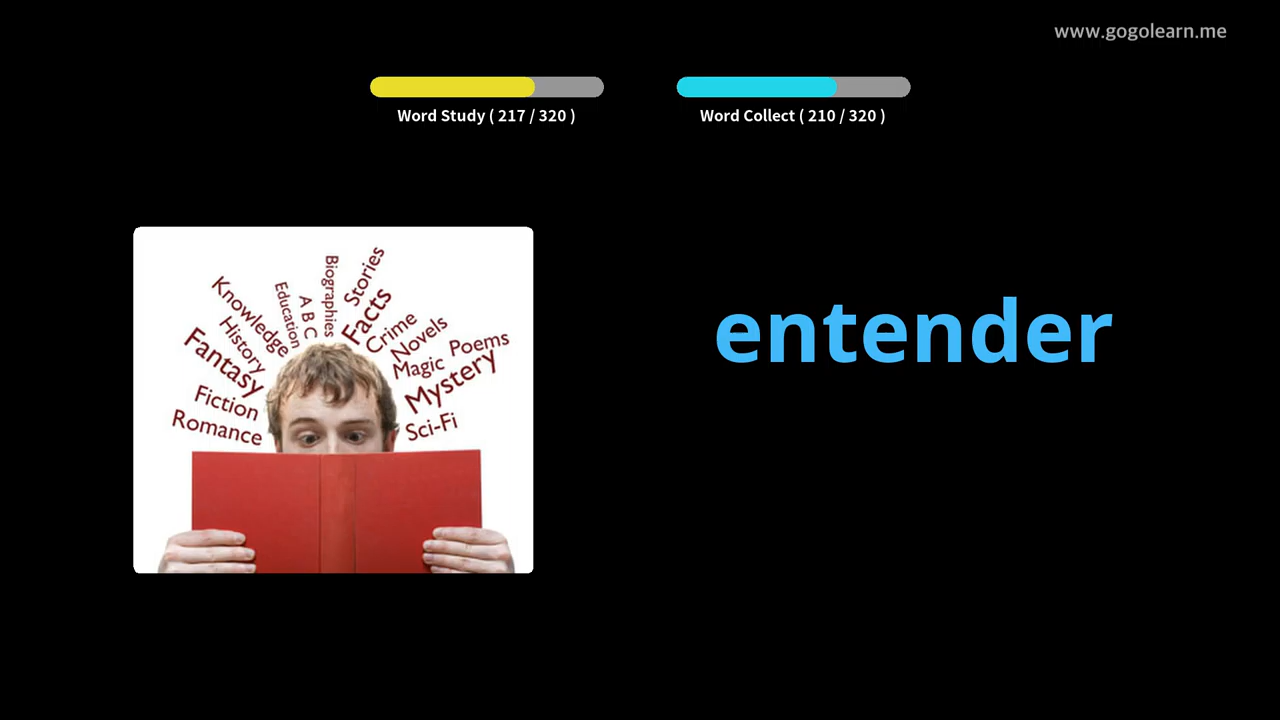 www.gogolearn.me
Word Study ( 217 / 320 )
Word Collect ( 210 / 320 )
Biographies
Stories
Education
A B C
Facts
Knowledge
Crime
History
Novels
Fantasy
Magic
Poems
Mystery
Fiction
Romance
Sci-Fi
entender